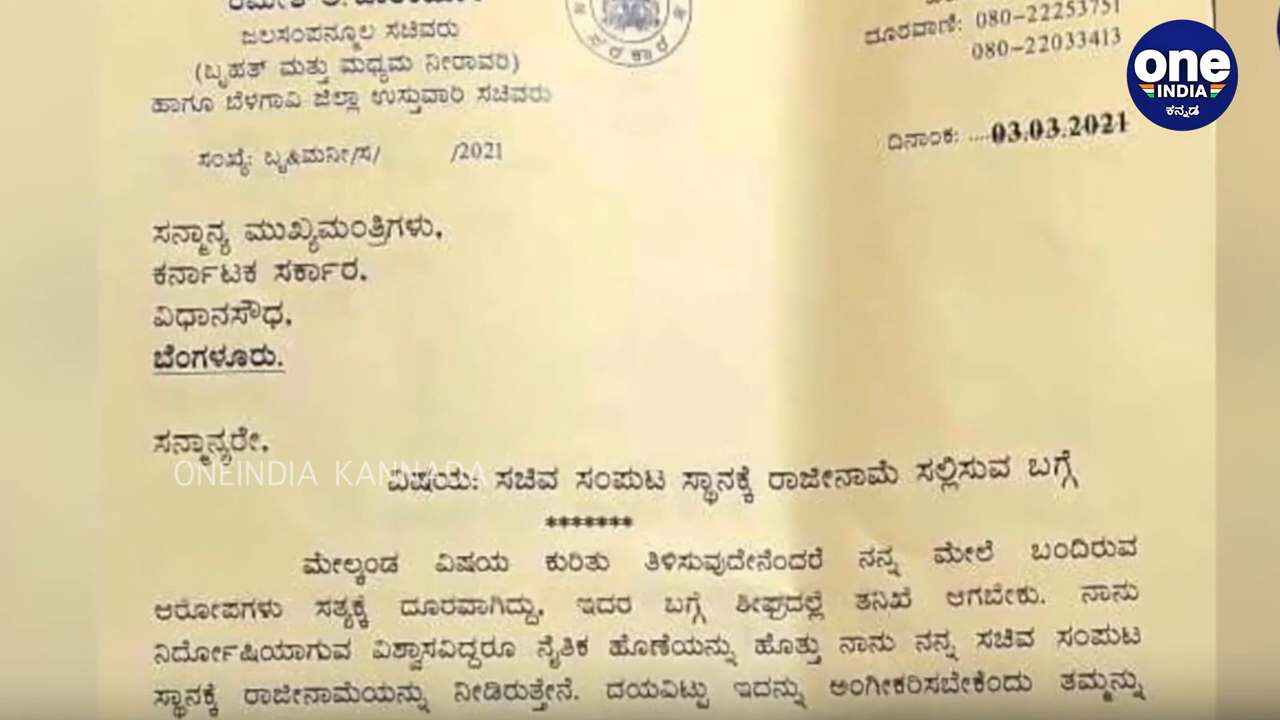 ಜಲಸಂಪನ್ಮೂಲ ಸಚಿವರು
(ಬೃಹತ್ ಮತ್ತು ಮಧ್ಯಮ ನೀರಾವರಿ)
ಹಾಗೂ ಬೆಳಗಾವಿ ಜಿಲ್ಲಾ ಉಸ್ತುವಾರಿ ಸಚಿವರು
ಸರಕಾರ
ದೂರವಾಣಿ: 080-22253751
080-22033413
one
INDIA
ಕನ್ನಡ
ಸಂಖ್ಯೆ: ಬೃ&ಮನೀ/ಸ/ /2021
ದಿನಾಂಕ: ....03.03.2021
ಸನ್ಮಾನ್ಯ ಮುಖ್ಯಮಂತ್ರಿಗಳು,
ಕರ್ನಾಟಕ ಸರ್ಕಾರ,
ವಿಧಾನಸೌಧ,
ಬೆಂಗಳೂರು.
ಸನ್ಮಾನ್ಯರೇ,
ONEINDIA KANNADA
ವಿಷಯ: ಸಚಿವ ಸಂಪುಟ ಸ್ಥಾನಕ್ಕೆ ರಾಜೀನಾಮೆ ಸಲ್ಲಿಸುವ ಬಗ್ಗೆ
*******
ಮೇಲ್ಕಂಡ ವಿಷಯ ಕುರಿತು ತಿಳಿಸುವುದೇನೆಂದರೆ ನನ್ನ ಮೇಲೆ ಬಂದಿರುವ
ಆರೋಪಗಳು ಸತ್ಯಕ್ಕೆ ದೂರವಾಗಿದ್ದು, ಇದರ ಬಗ್ಗೆ ಶೀಘ್ರದಲ್ಲೆ ತನಿಖೆ ಆಗಬೇಕು. ನಾನು
ನಿರ್ದೋಷಿಯಾಗುವ ವಿಶ್ವಾಸವಿದ್ದರೂ ನೈತಿಕ ಹೊಣೆಯನ್ನು ಹೊತ್ತು ನಾನು ನನ್ನ ಸಚಿವ ಸಂಪುಟ
ಸ್ಥಾನಕ್ಕೆ ರಾಜೀನಾಮೆಯನ್ನು ನೀಡಿರುತ್ತೇನೆ. ದಯವಿಟ್ಟು ಇದನ್ನು ಅಂಗೀಕರಿಸಬೇಕೆಂದು ತಮ್ಮನ್ನು